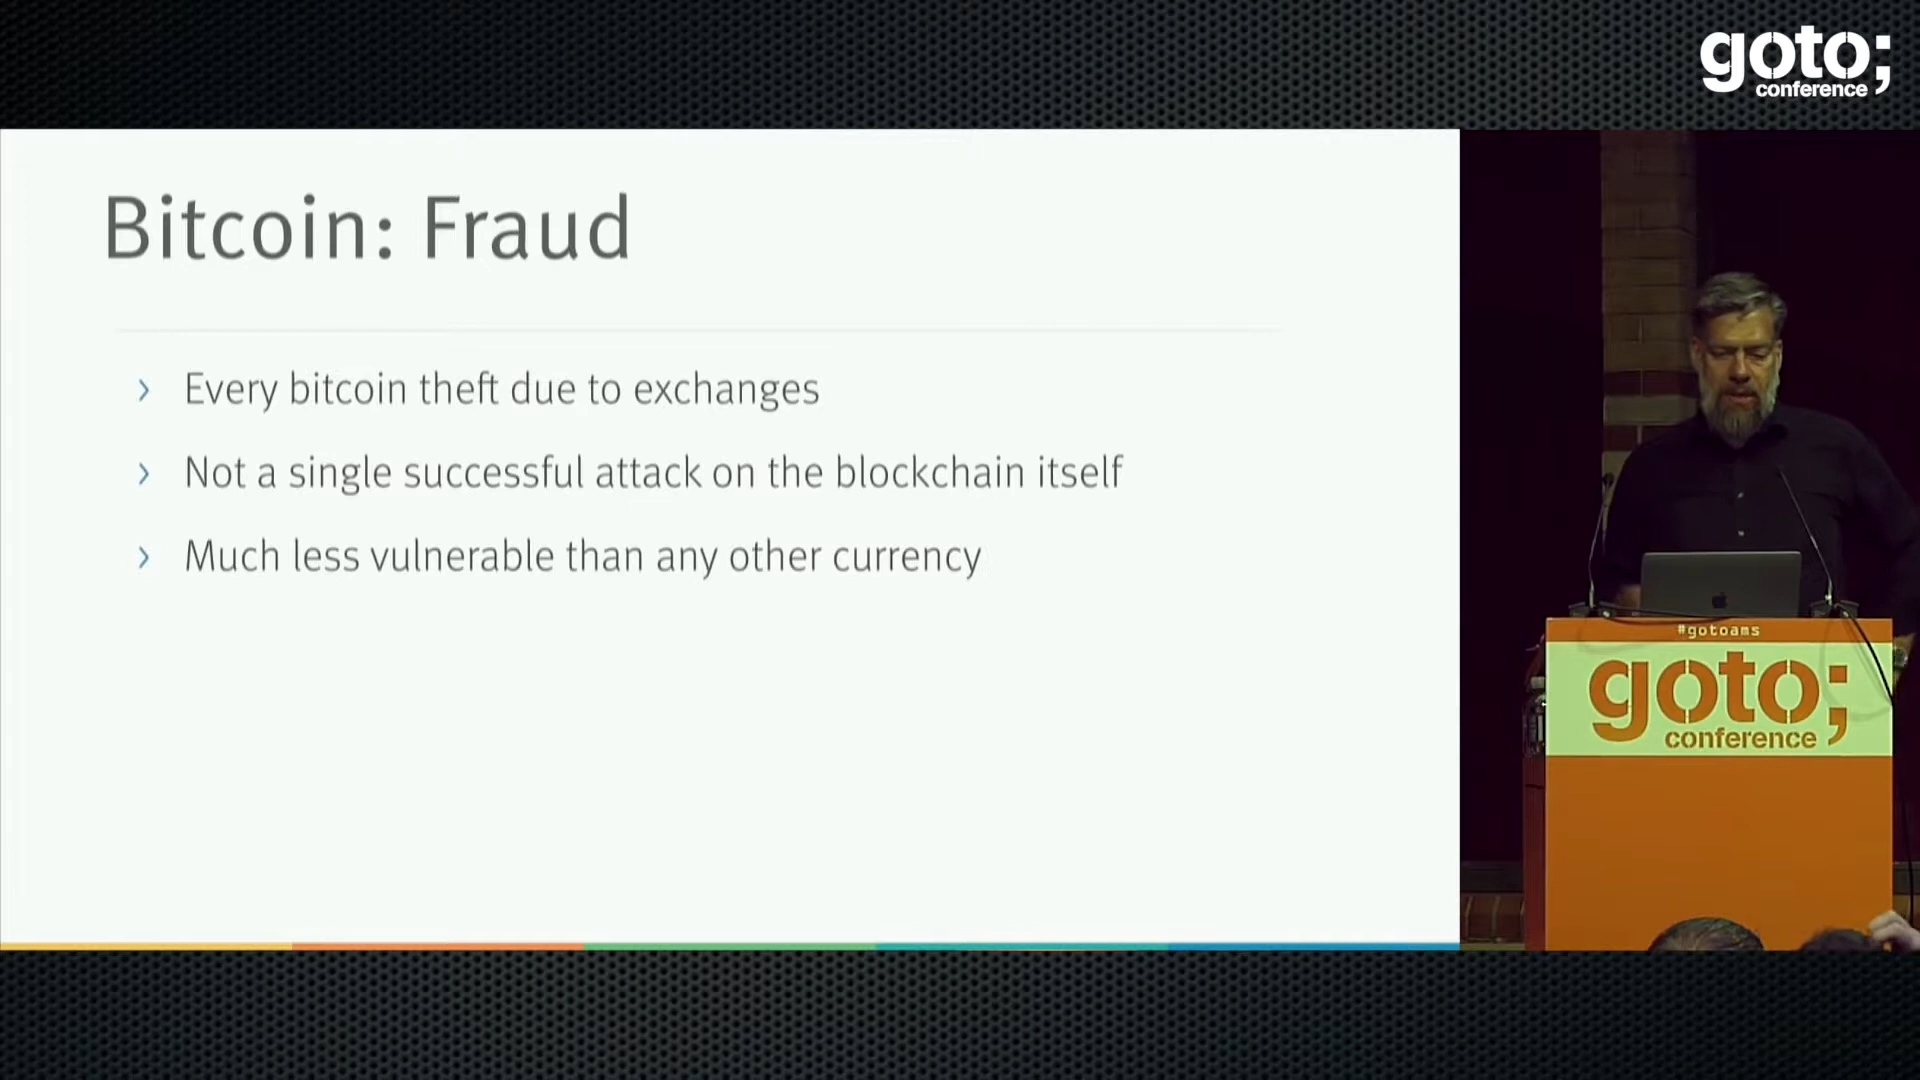 goto;
conference
Bitcoin: Fraud
› Every bitcoin theft due to exchanges
› Not a single successful attack on the blockchain itself
› Much less vulnerable than any other currency
#gotoams
goto;
conference